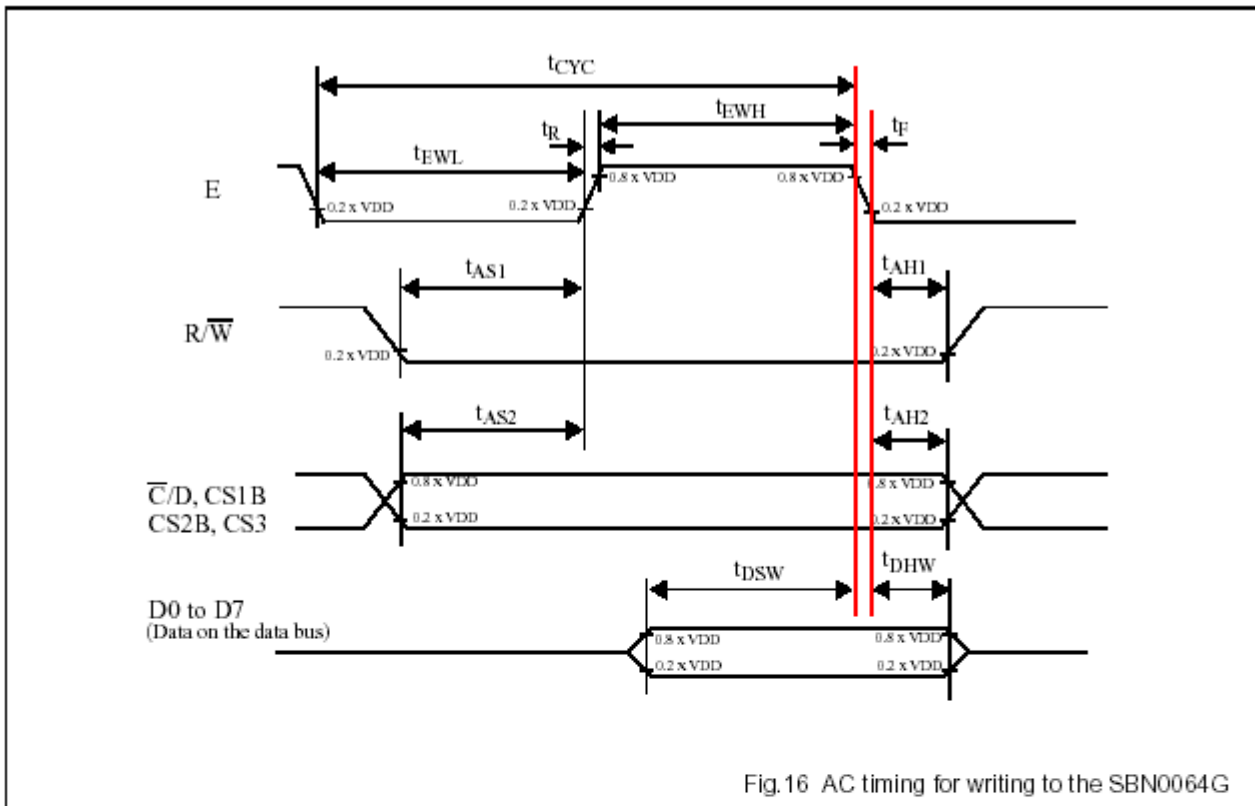 tCYC
tEWH
tR
tF
tEWL
E
0.8 x VDD
0.8 x VDD
0.2 x VDD
0.2 x VDD
0.2 x VDD
tAS1
tAH1
R/W̅
0.2 x VDD
0.2 x VDD
tAS2
tAH2
C̅/D, CS1B
CS2B, CS3
0.8 x VDD
0.8 x VDD
0.2 x VDD
0.2 x VDD
tDSW
tDHW
D0 to D7
(Data on the data bus)
0.8 x VDD
0.8 x VDD
0.2 x VDD
0.2 x VDD
Fig.16 AC timing for writing to the SBN0064G